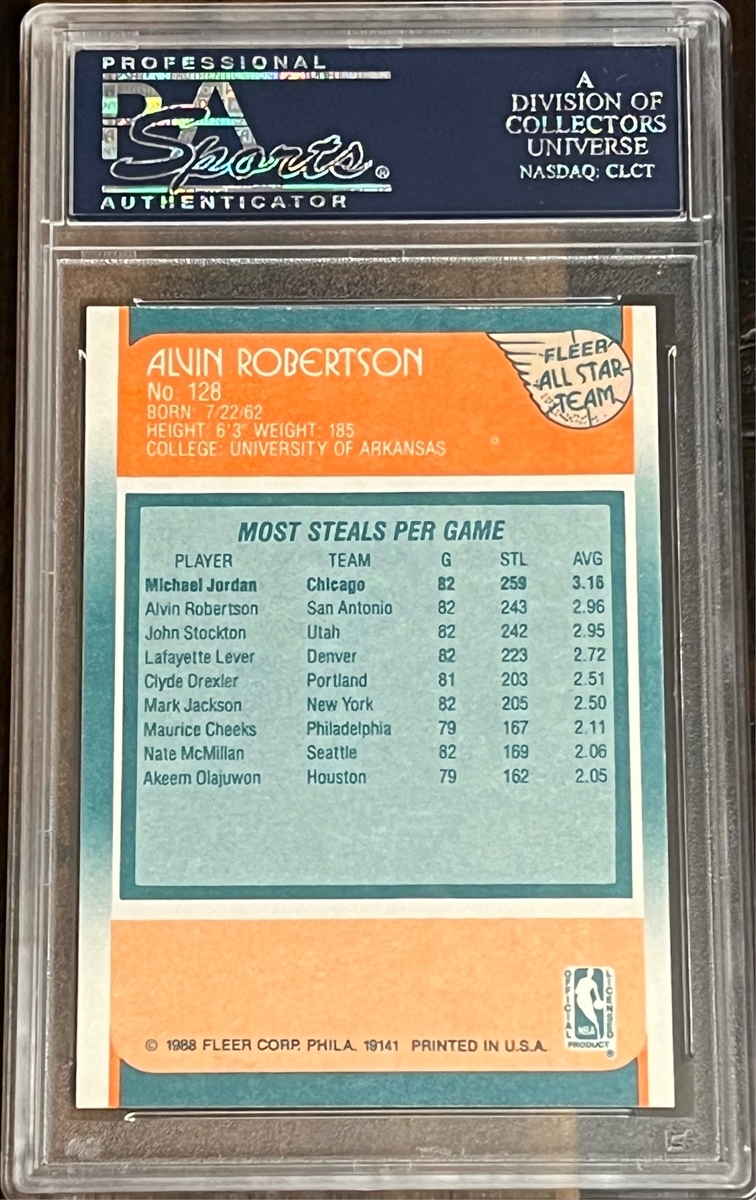 PROFESSIONAL
PSA
Sports®
AUTHENTICATOR
A
DIVISION OF
COLLECTORS
UNIVERSE
NASDAQ: CLCT
ALVIN ROBERTSON
No 128
BORN: 7/22/62
HEIGHT: 6'3" WEIGHT: 185
COLLEGE: UNIVERSITY OF ARKANSAS
FLEER
ALL STAR
TEAM
MOST STEALS PER GAME
PLAYER TEAM G STL AVG
Michael Jordan Chicago 82 259 3.16
Alvin Robertson San Antonio 82 243 2.96
John Stockton Utah 82 242 2.95
Lafayette Lever Denver 82 223 2.72
Clyde Drexler Portland 81 203 2.51
Mark Jackson New York 82 205 2.50
Maurice Cheeks Philadelphia 79 167 2.11
Nate McMillan Seattle 82 169 2.06
Akeem Olajuwon Houston 79 162 2.05
OFFICIAL
LICENSED
NBA
PRODUCT
®
© 1988 FLEER CORP. PHILA. 19141 PRINTED IN U.S.A.